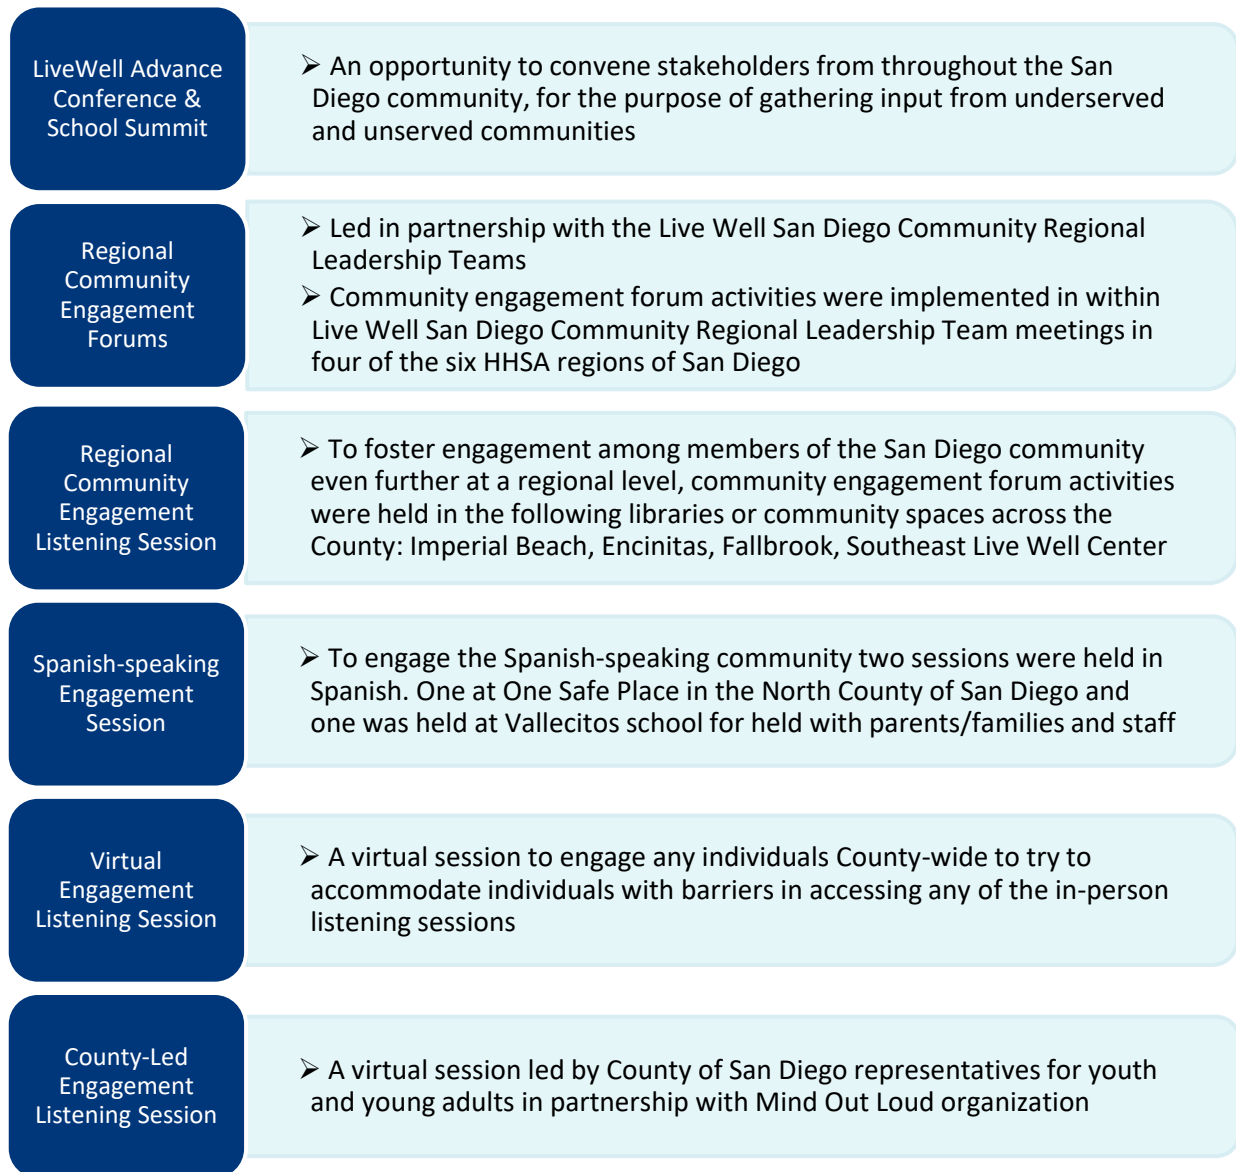 LiveWell Advance
Conference &
School Summit
➢ An opportunity to convene stakeholders from throughout the San
Diego community, for the purpose of gathering input from underserved
and unserved communities
Regional
Community
Engagement
Forums
➢ Led in partnership with the Live Well San Diego Community Regional
Leadership Teams
➢ Community engagement forum activities were implemented in within
Live Well San Diego Community Regional Leadership Team meetings in
four of the six HHSA regions of San Diego
Regional
Community
Engagement
Listening Session
➢ To foster engagement among members of the San Diego community
even further at a regional level, community engagement forum activities
were held in the following libraries or community spaces across the
County: Imperial Beach, Encinitas, Fallbrook, Southeast Live Well Center
Spanish-speaking
Engagement
Session
➢ To engage the Spanish-speaking community two sessions were held in
Spanish. One at One Safe Place in the North County of San Diego and
one was held at Vallecitos school for held with parents/families and staff
Virtual
Engagement
Listening Session
➢ A virtual session to engage any individuals County-wide to try to
accommodate individuals with barriers in accessing any of the in-person
listening sessions
County-Led
Engagement
Listening Session
➢ A virtual session led by County of San Diego representatives for youth
and young adults in partnership with Mind Out Loud organization